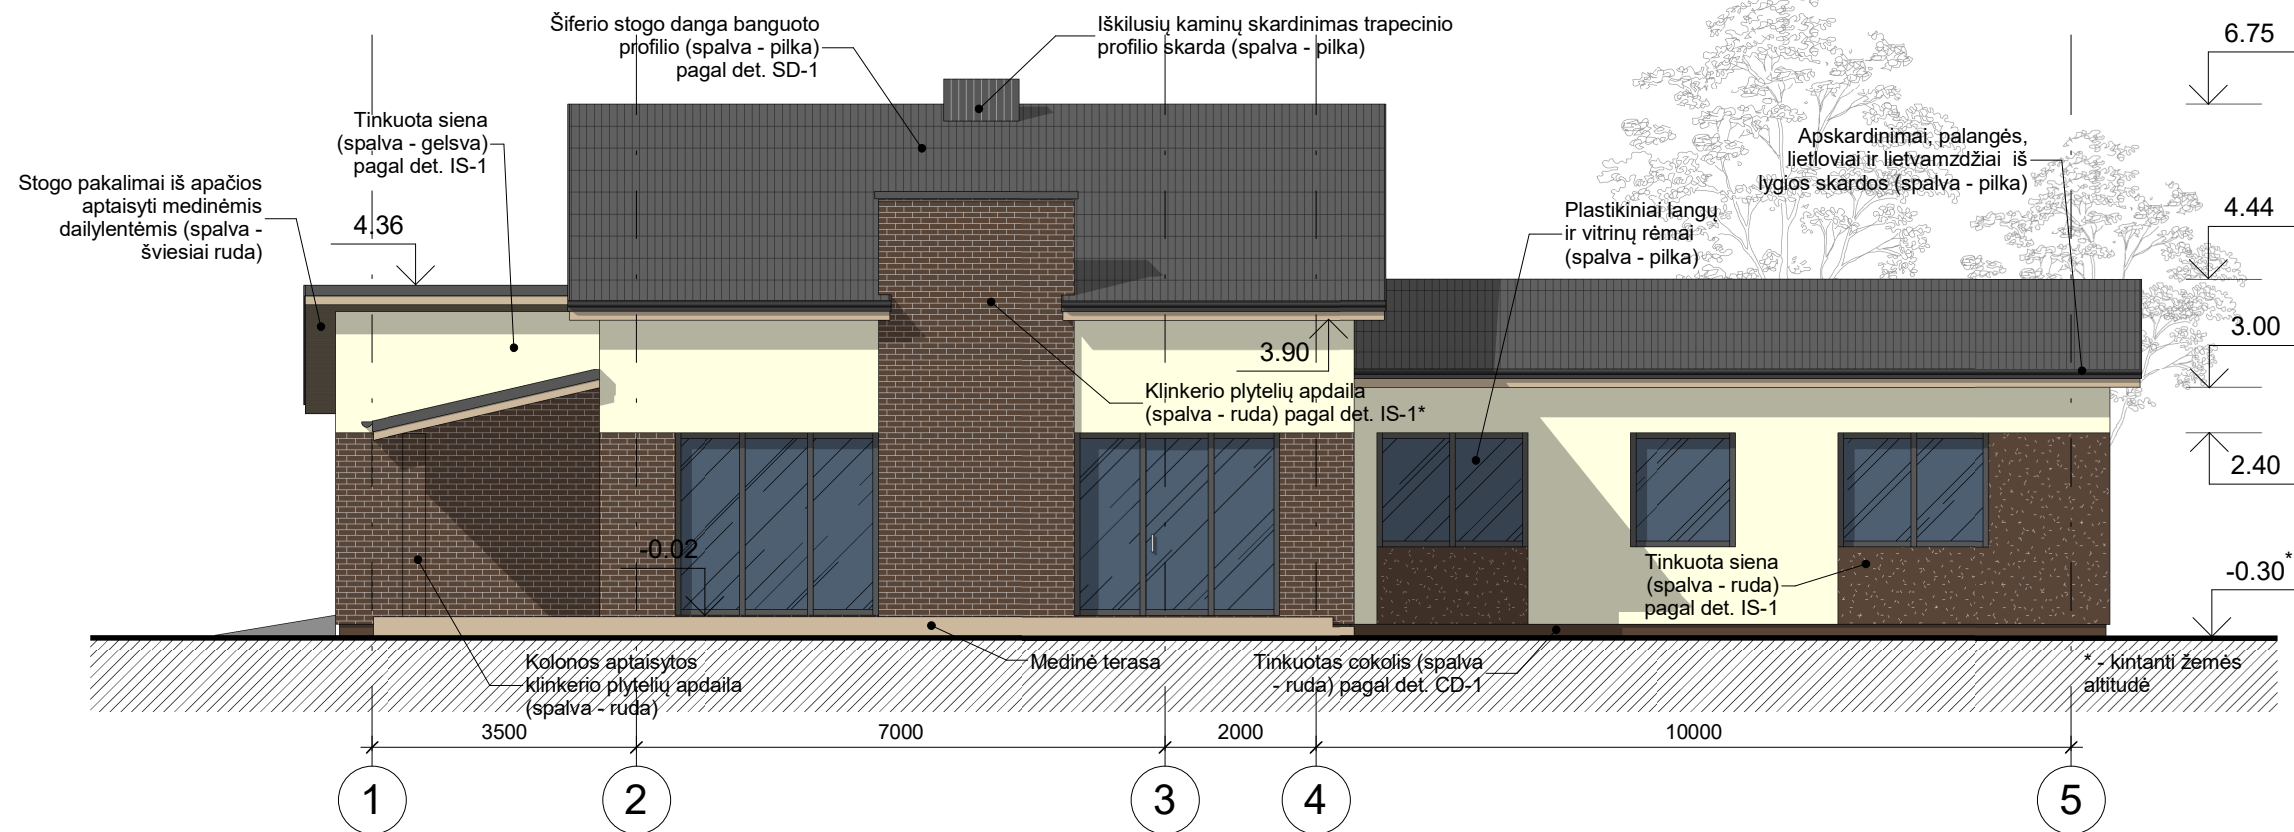 Šiferio stogo danga banguoto
profilio (spalva - pilka)
pagal det. SD-1
Iškilusių kaminų skardinimas trapecinio
profilio skarda (spalva - pilka)
6.75
Tinkuota siena
(spalva - gelsva)
pagal det. IS-1
Apskardinimai, palangės,
lietloviai ir lietvamzdžiai iš
lygios skardos (spalva - pilka)
Stogo pakalimai iš apačios
aptaisyti medinėmis
dailylentėmis (spalva -
šviesiai ruda)
4.36
Plastikiniai langų
ir vitrinų rėmai
(spalva - pilka)
4.44
3.00
3.90
Klinkerio plytelių apdaila
(spalva - ruda) pagal det. IS-1*
2.40
-0.02
Tinkuota siena
(spalva - ruda)
pagal det. IS-1
-0.30*
Kolonos aptaisytos
klinkerio plytelių apdaila
(spalva - ruda)
Medinė terasa
Tinkuotas cokolis (spalva
- ruda) pagal det. CD-1
* - kintanti žemės
altitudė
3500
7000
2000
10000
1
2
3
4
5